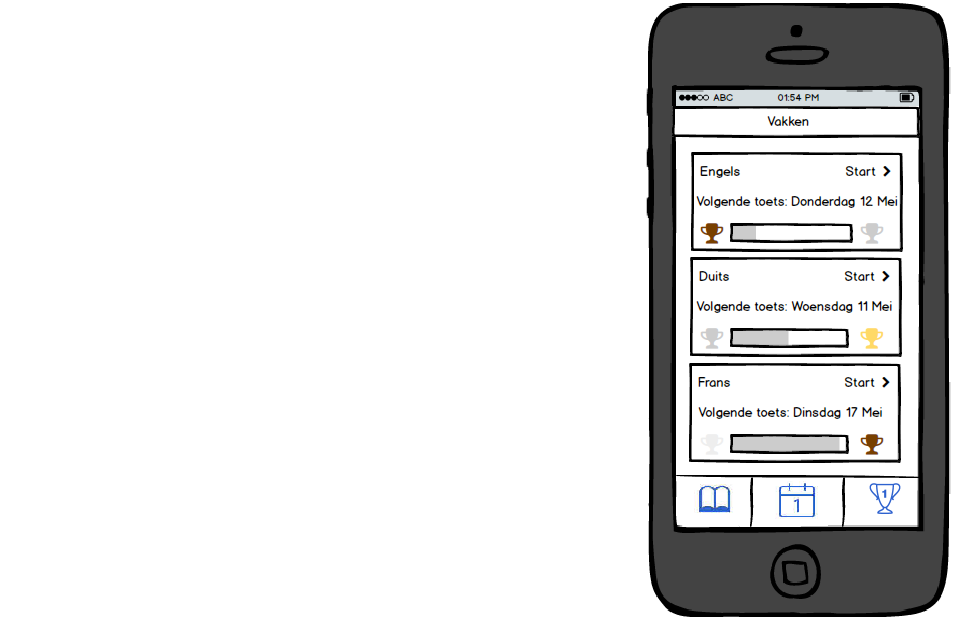 ABC 01:54 PM
Vakken
Engels Start
Volgende toets: Donderdag 12 Mei
Duits Start
Volgende toets: Woensdag 11 Mei
Frans Start
Volgende toets: Dinsdag 17 Mei
1 1